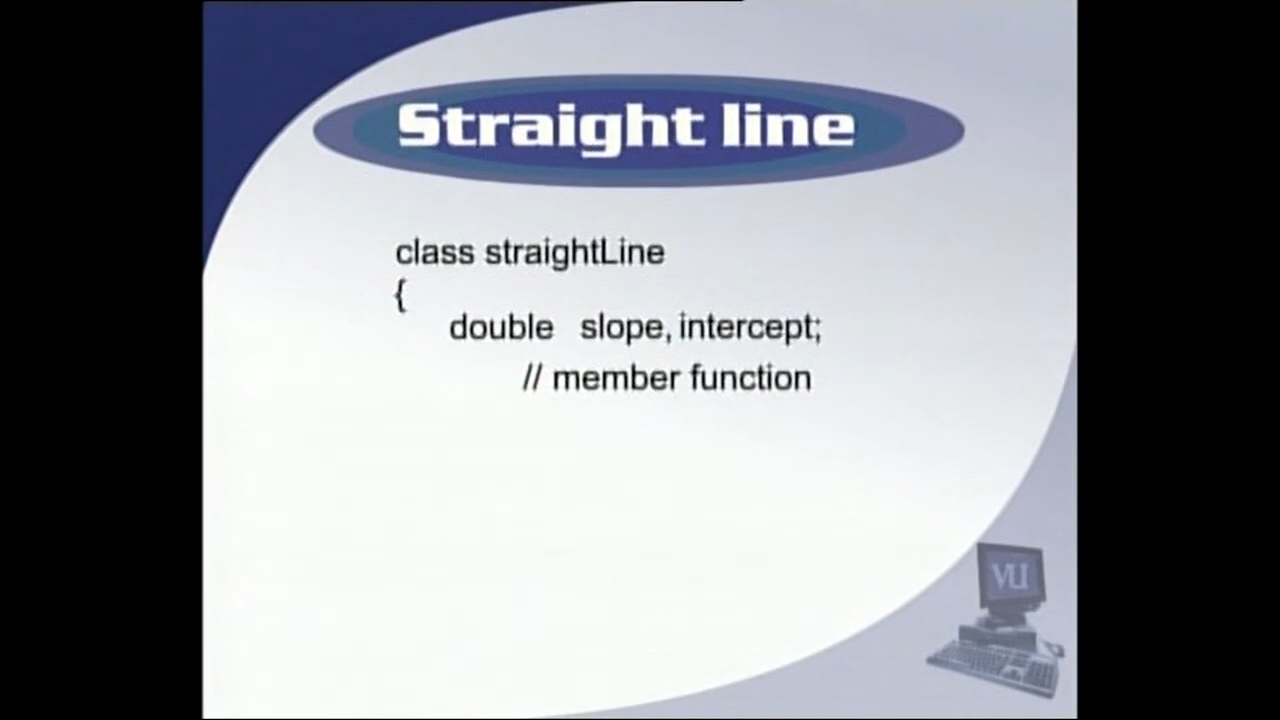 Straight line
class straightLine
{
double slope, intercept;
// member function
VU